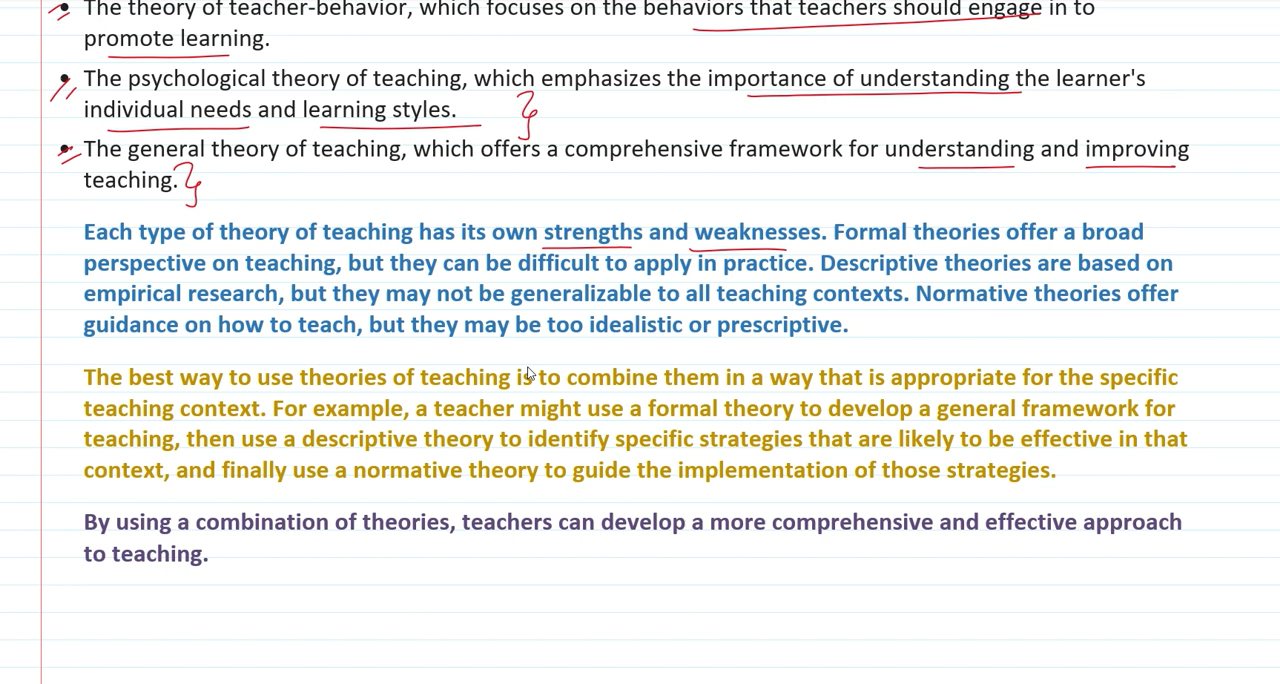 The theory of teacher-behavior, which focuses on the behaviors that teachers should engage in to
promote learning.
The psychological theory of teaching, which emphasizes the importance of understanding the learner's
individual needs and learning styles.
The general theory of teaching, which offers a comprehensive framework for understanding and improving
teaching.
Each type of theory of teaching has its own strengths and weaknesses. Formal theories offer a broad
perspective on teaching, but they can be difficult to apply in practice. Descriptive theories are based on
empirical research, but they may not be generalizable to all teaching contexts. Normative theories offer
guidance on how to teach, but they may be too idealistic or prescriptive.
The best way to use theories of teaching is to combine them in a way that is appropriate for the specific
teaching context. For example, a teacher might use a formal theory to develop a general framework for
teaching, then use a descriptive theory to identify specific strategies that are likely to be effective in that
context, and finally use a normative theory to guide the implementation of those strategies.
By using a combination of theories, teachers can develop a more comprehensive and effective approach
to teaching.